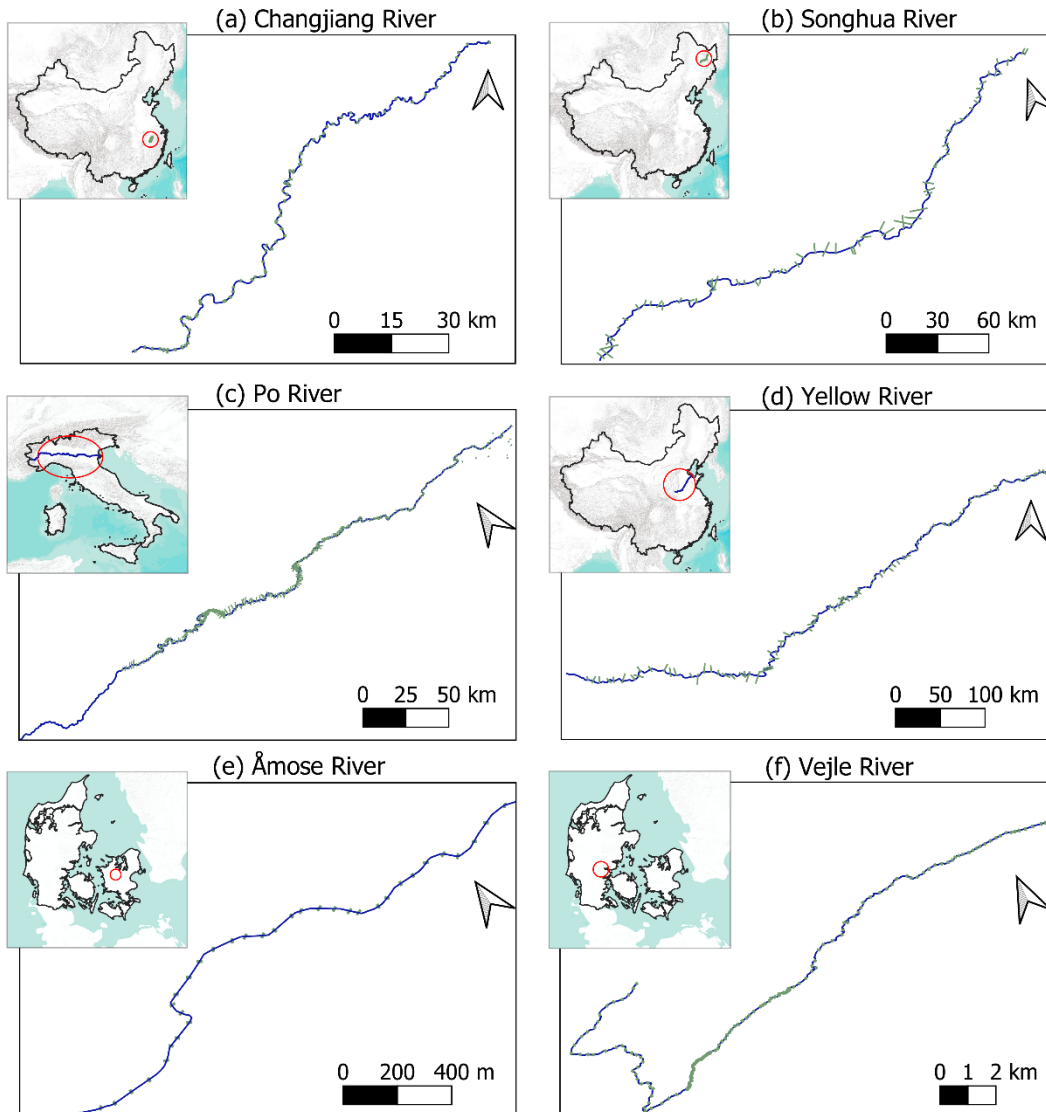 (a) Changjiang River
0 15 30 km
(b) Songhua River
0 30 60 km
(c) Po River
0 25 50 km
(d) Yellow River
0 50 100 km
(e) Åmose River
0 200 400 m
(f) Vejle River
0 1 2 km